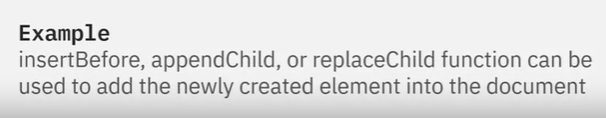 Example
insertBefore, appendChild, or replaceChild function can be
used to add the newly created element into the document